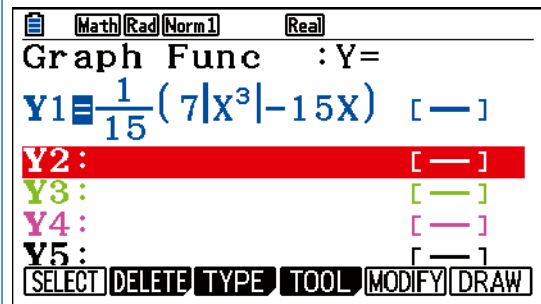 Math Rad Norm1 Real
Graph Func :Y=
Y1=1/15(7|X³|-15X) [—]
Y2: [—]
Y3: [—]
Y4: [—]
Y5: [—]
SELECT DELETE TYPE TOOL MODIFY DRAW